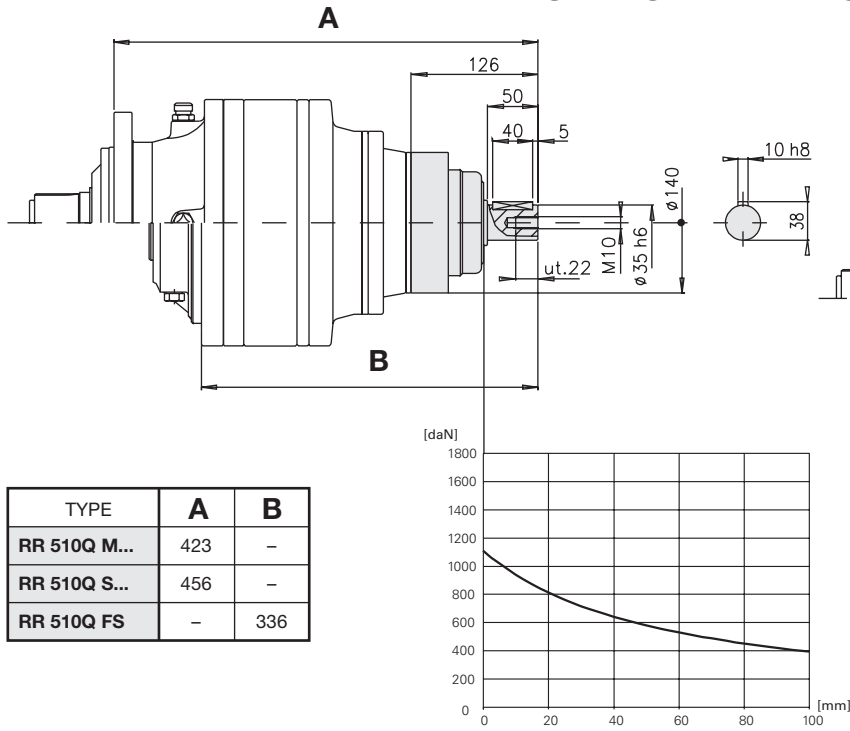 A
126
50
40 5
10 h8
ø140
38
ut.22
M10
ø35 h6
B
TYPE A B
RR 510Q M... 423 –
RR 510Q S... 456 –
RR 510Q FS – 336
[daN]
1800
1600
1400
1200
1000
800
600
400
200
0
0 20 40 60 80 100
[mm]